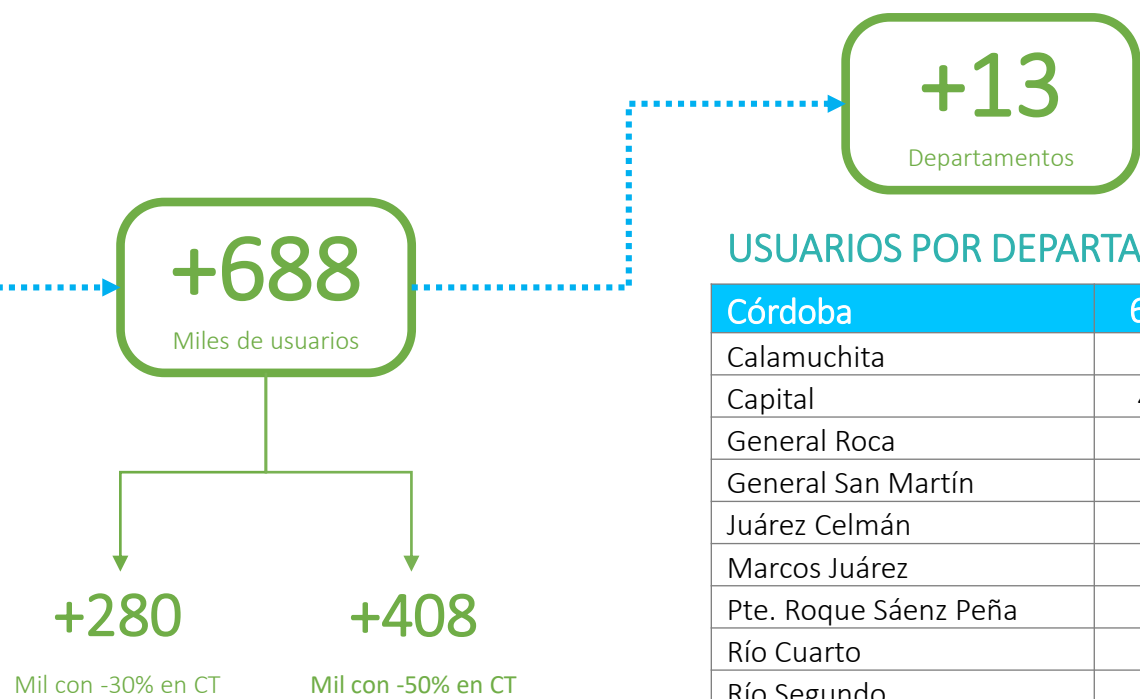 +13
Departamentos
+688
Miles de usuarios
+280
+408
Mil con -30% en CT
Mil con -50% en CT
USUARIOS POR DEPARTA
Córdoba
Calamuchita
Capital
General Roca
General San Martín
Juárez Celmán
Marcos Juárez
Pte. Roque Sáenz Peña
Río Cuarto
Río Segundo